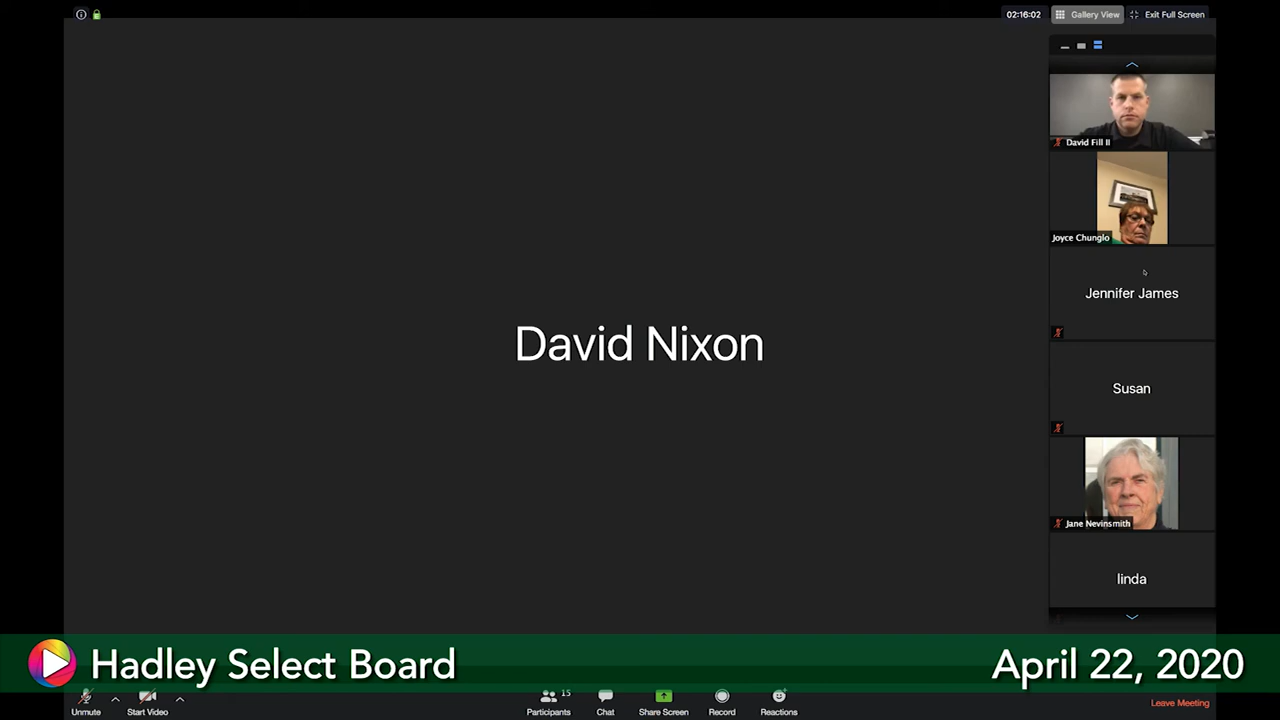 02:16:02
Gallery View
Exit Full Screen
David Fill II
Joyce Chunglo
Jennifer James
Susan
David Nixon
Jane Nevinsmith
linda
Hadley Select Board
April 22, 2020
Unmute
Start Video
Participants
15
Chat
Share Screen
Record
Reactions
Leave Meeting